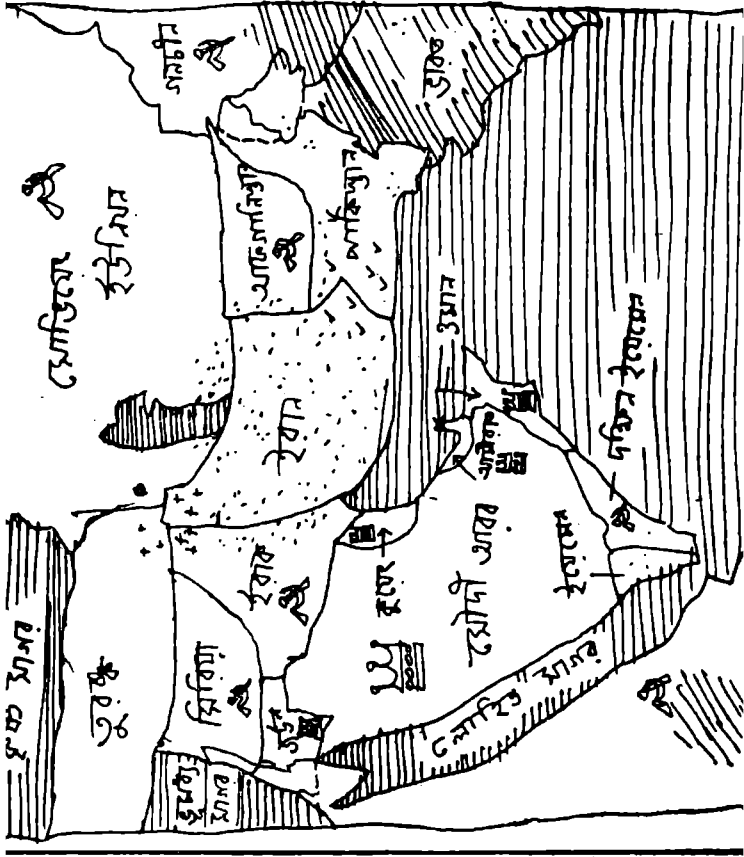 ভারত
পাকিস্তান
আফগানিস্তান
সোভিয়েত
ইউনিয়ন
ইরান
ওমান
দক্ষিণ ইয়েমেন
ইয়েমেন
সৌদী আরব
কুয়েত
ইরাক
সিরিয়া
তুরস্ক
লোহিত সাগর
সাগর